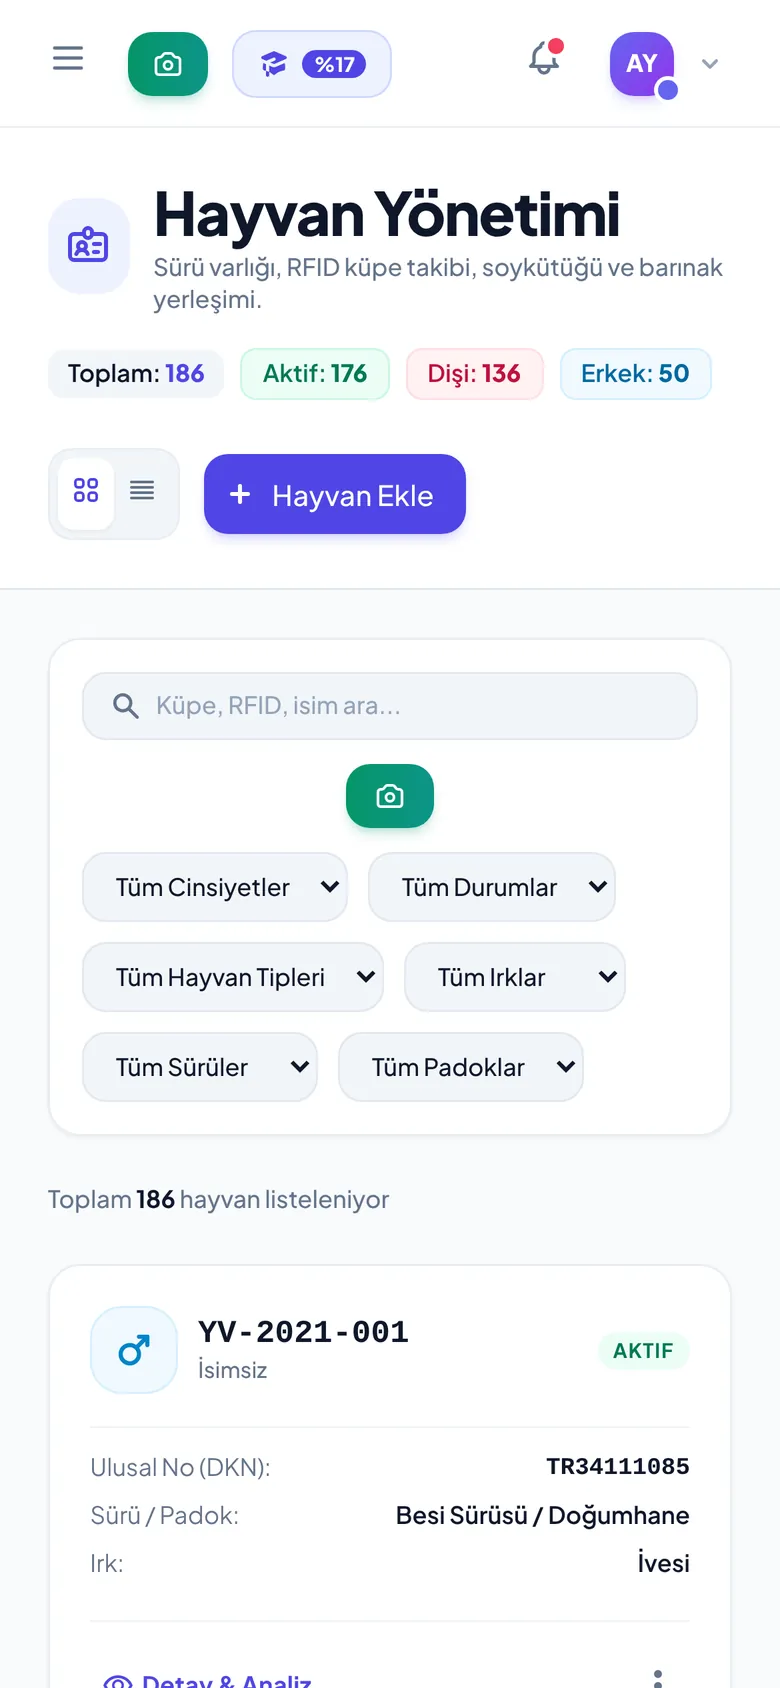 %17
AY
Hayvan Yönetimi
Sürü varlığı, RFID küpe takibi, soykütüğü ve barınak
yerleşimi.
Toplam: 186 Aktif: 176 Dişi: 136 Erkek: 50
+ Hayvan Ekle
Küpe, RFID, isim ara...
Tüm Cinsiyetler Tüm Durumlar
Tüm Hayvan Tipleri Tüm Irklar
Tüm Sürüler Tüm Padoklar
Toplam 186 hayvan listeleniyor
YV-2021-001
İsimsiz
AKTIF
Ulusal No (DKN): TR34111085
Sürü / Padok: Besi Sürüsü / Doğumhane
Irk: İvesi
Detay & Analiz